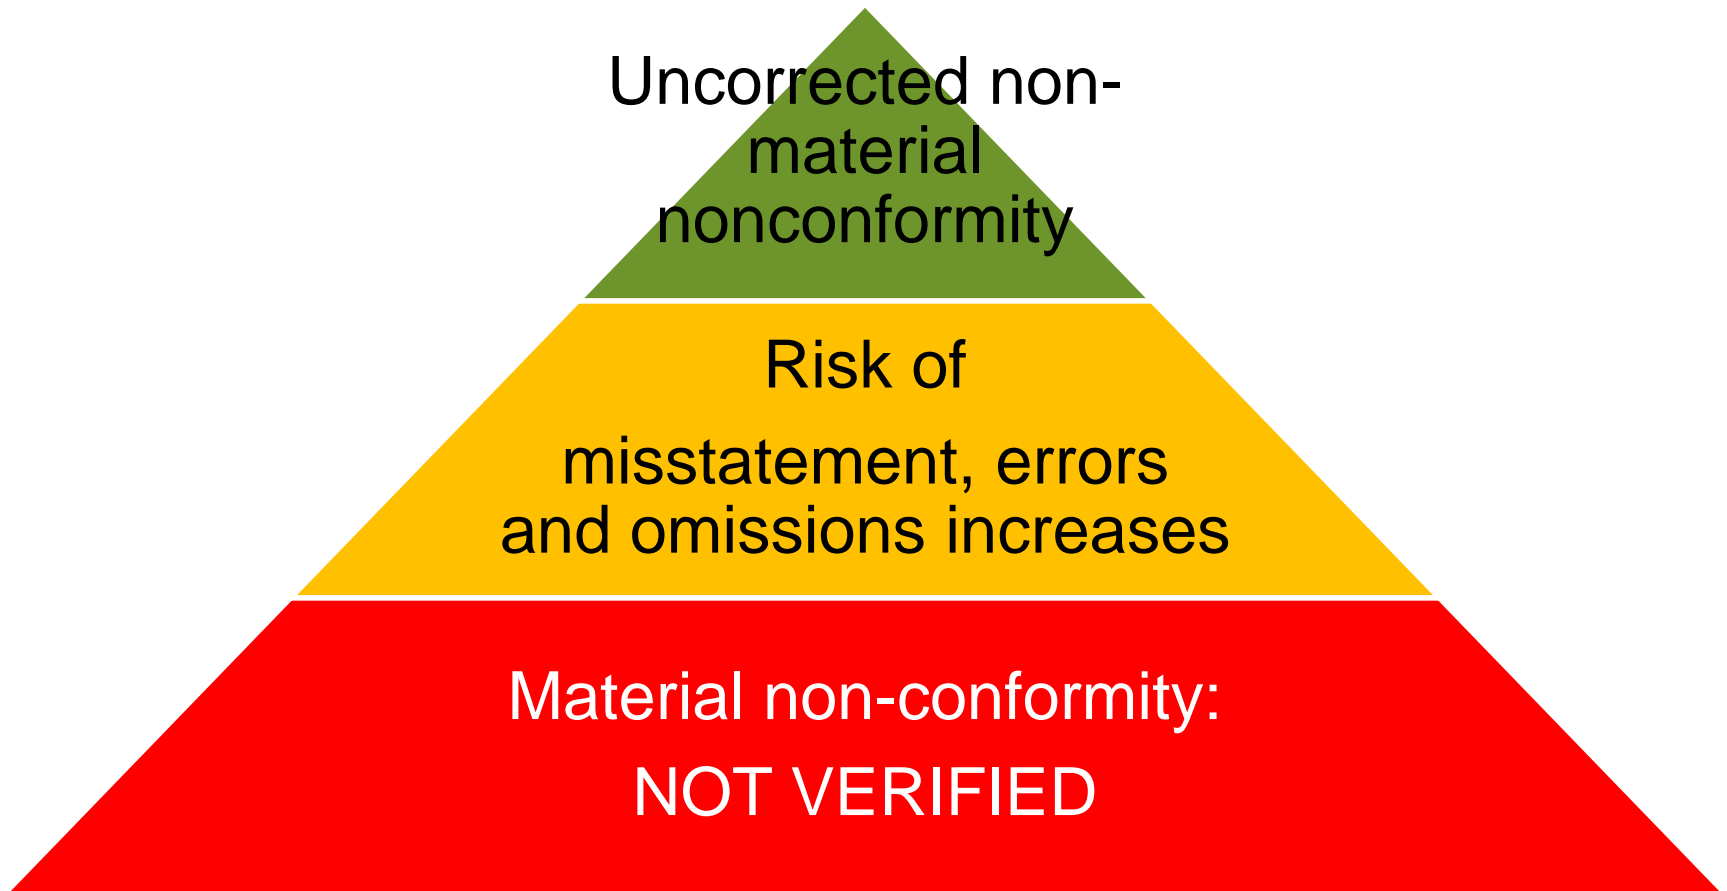 Uncorrected non-
material
nonconformity
Risk of
misstatement, errors
and omissions increases
Material non-conformity:
NOT VERIFIED